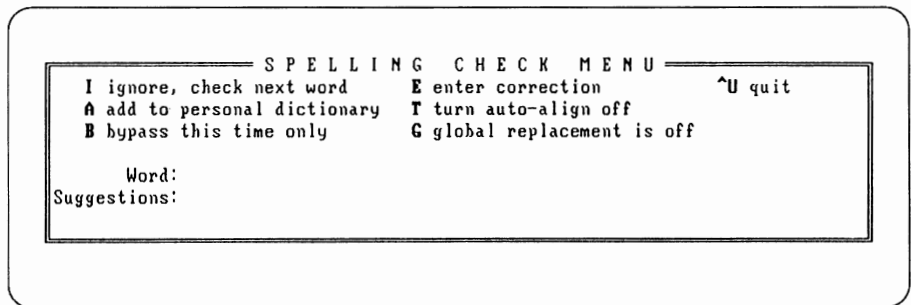 SPELLING CHECK MENU
I ignore, check next word E enter correction ^U quit
A add to personal dictionary T turn auto-align off
B bypass this time only G global replacement is off
Word:
Suggestions: